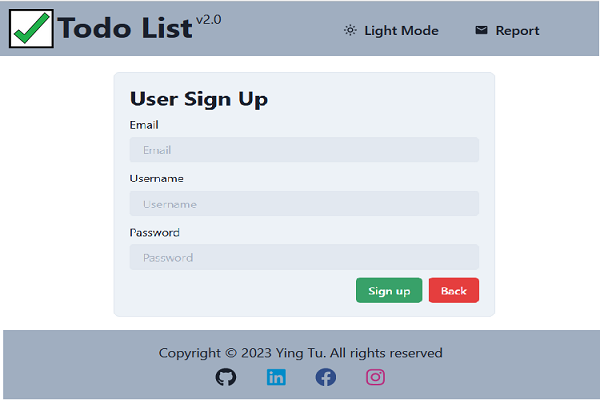 Todo List v2.0
Light Mode
Report
User Sign Up
Email
Email
Username
Username
Password
Password
Sign up
Back
Copyright © 2023 Ying Tu. All rights reserved